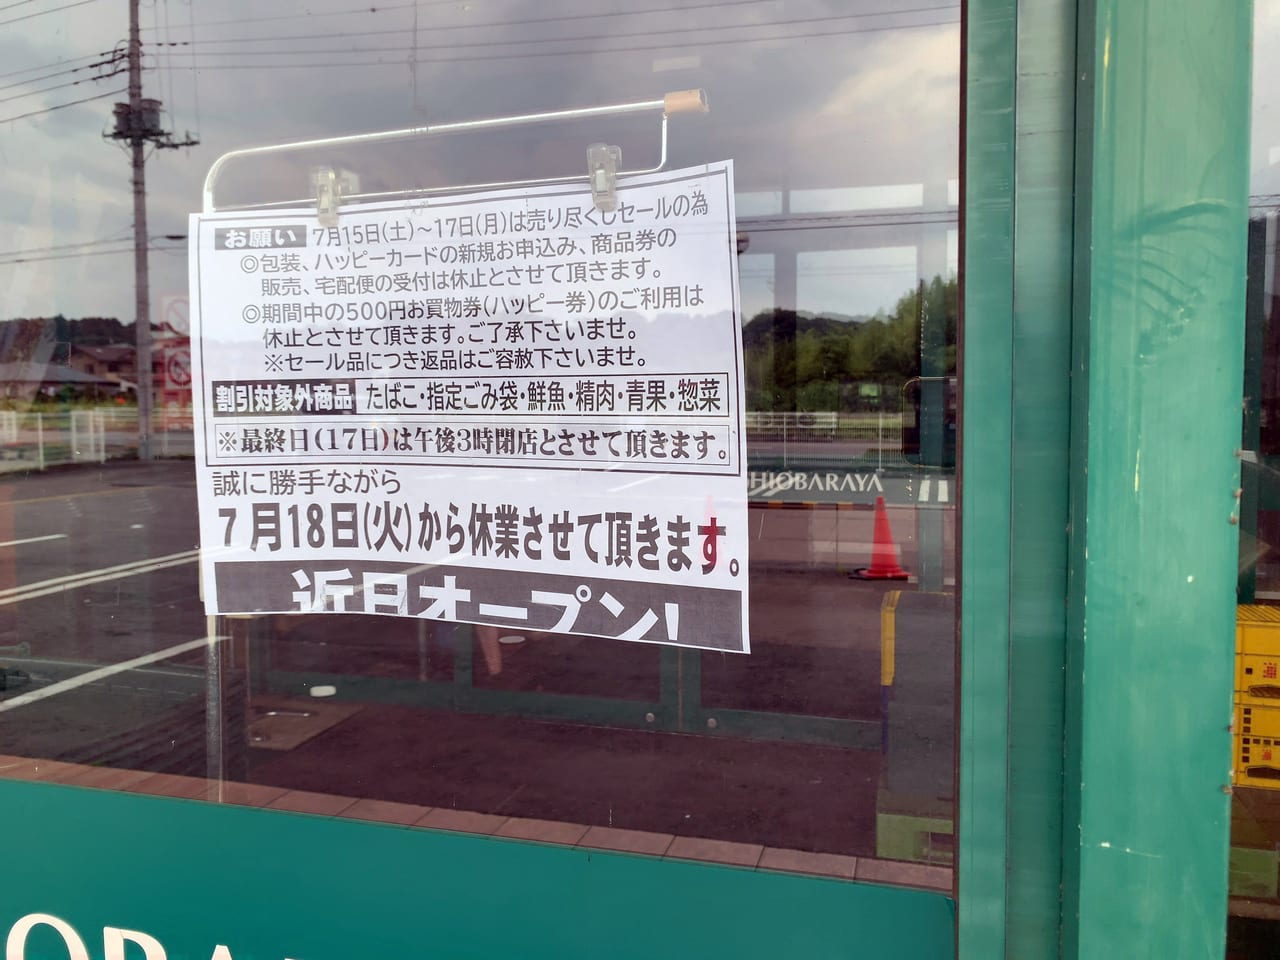 お願い 7月15日(土)〜17日(月)は売り尽くしセールの為
◎包装、ハッピーカードの新規お申込み、商品券の
販売、宅配便の受付は休止とさせて頂きます。
◎期間中の500円お買物券(ハッピー券)のご利用は
休止とさせて頂きます。ご了承下さいませ。
※セール品につき返品はご容赦下さいませ。
割引対象外商品 たばこ・指定ごみ袋・鮮魚・精肉・青果・惣菜
※最終日(17日)は午後3時閉店とさせて頂きます。
誠に勝手ながら
7月18日(火)から休業させて頂きます。
近日オープン!
SHIOBARAYA
OBA